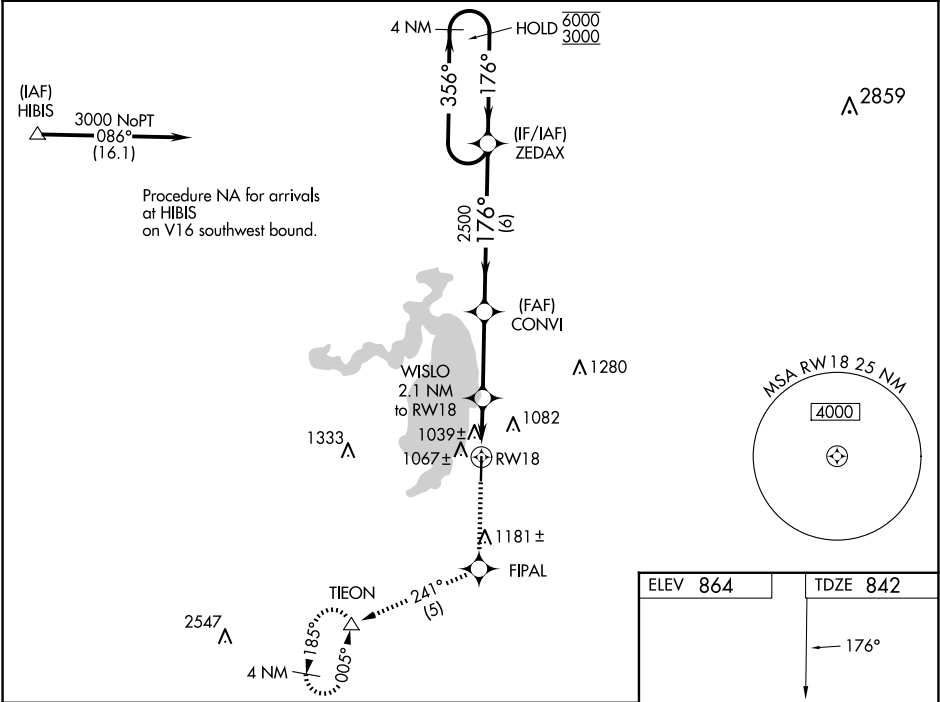 4 NM
HOLD 6000
3000
356°
176°
(IAF)
HIBIS
3000 NoPT
086°
(16.1)
2859
(IF/IAF)
ZEDAX
Procedure NA for arrivals
at HIBIS
on V16 southwest bound.
2500
176°
(6)
(FAF)
CONVI
1280
WISLO
2.1 NM
to RW18
1082
1039±
1333
1067±
RW18
MSA RW18 25 NM
4000
1181±
FIPAL
241°
(5)
TIEON
2547
185°
005°
4 NM
ELEV 864
TDZE 842
176°